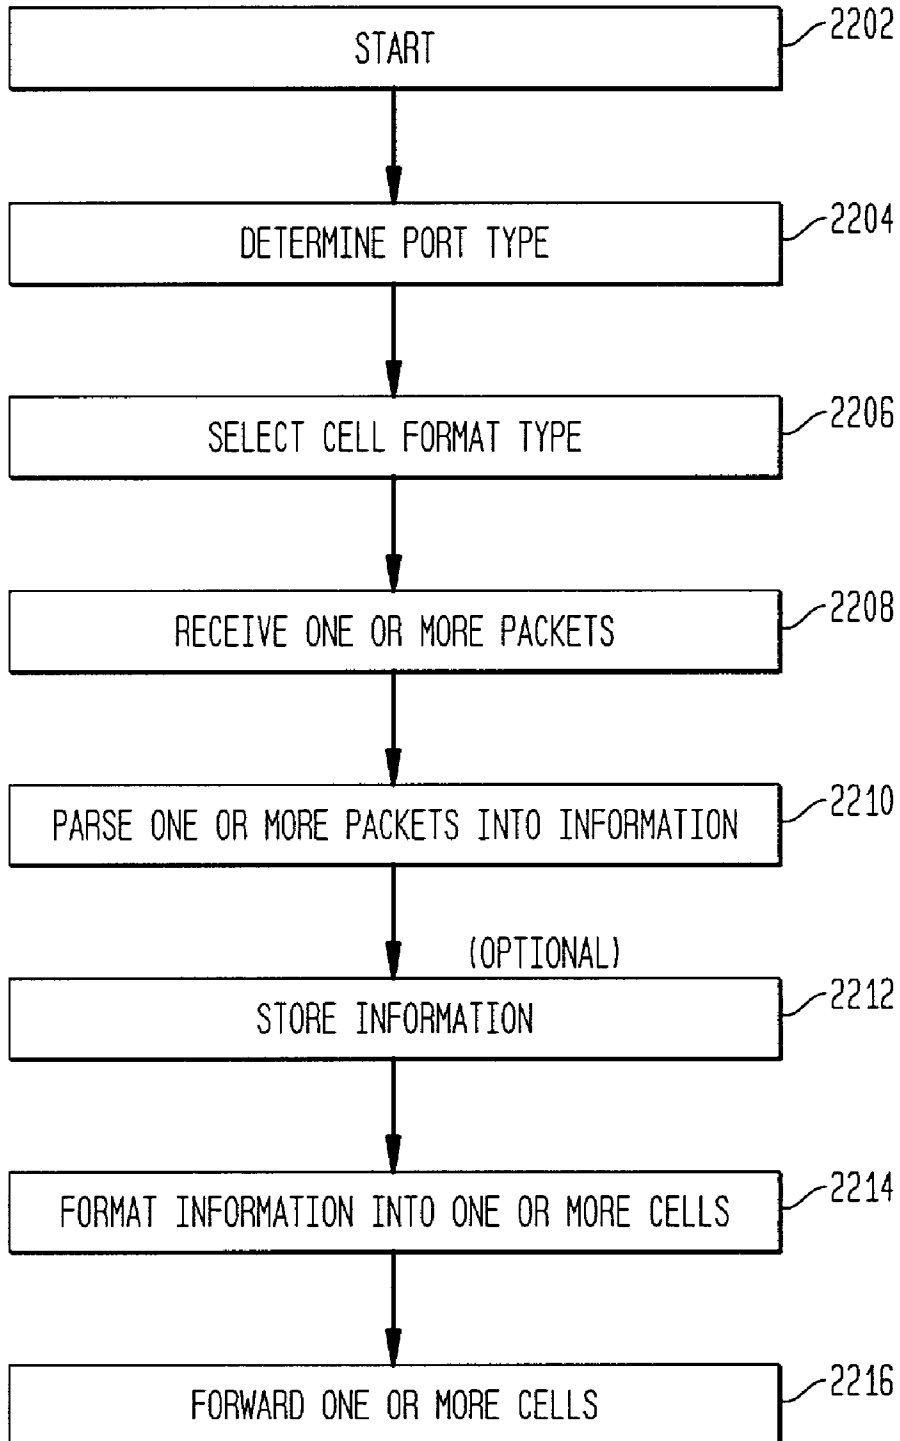 START
2202
DETERMINE PORT TYPE
2204
SELECT CELL FORMAT TYPE
2206
RECEIVE ONE OR MORE PACKETS
2208
PARSE ONE OR MORE PACKETS INTO INFORMATION
2210
(OPTIONAL)
STORE INFORMATION
2212
FORMAT INFORMATION INTO ONE OR MORE CELLS
2214
FORWARD ONE OR MORE CELLS
2216